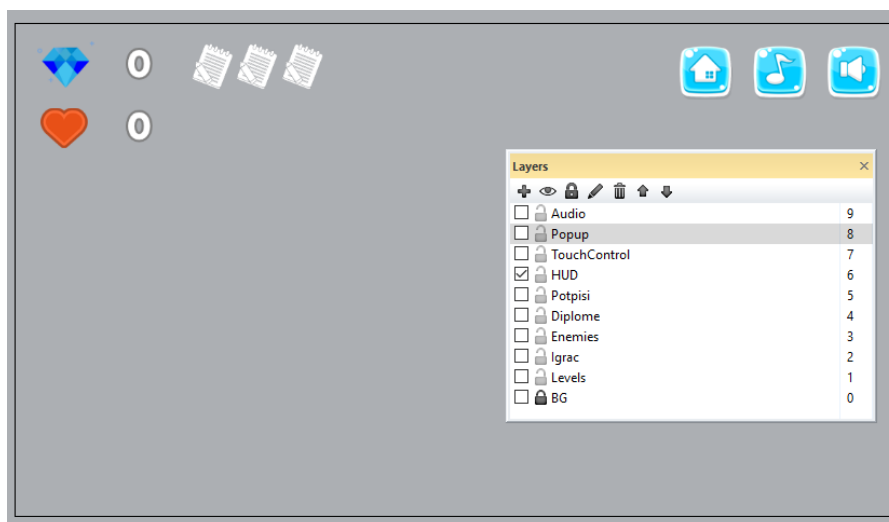 0
0
Layers
Audio 9
Popup 8
TouchControl 7
HUD 6
Potpisi 5
Diplome 4
Enemies 3
Igrac 2
Levels 1
BG 0